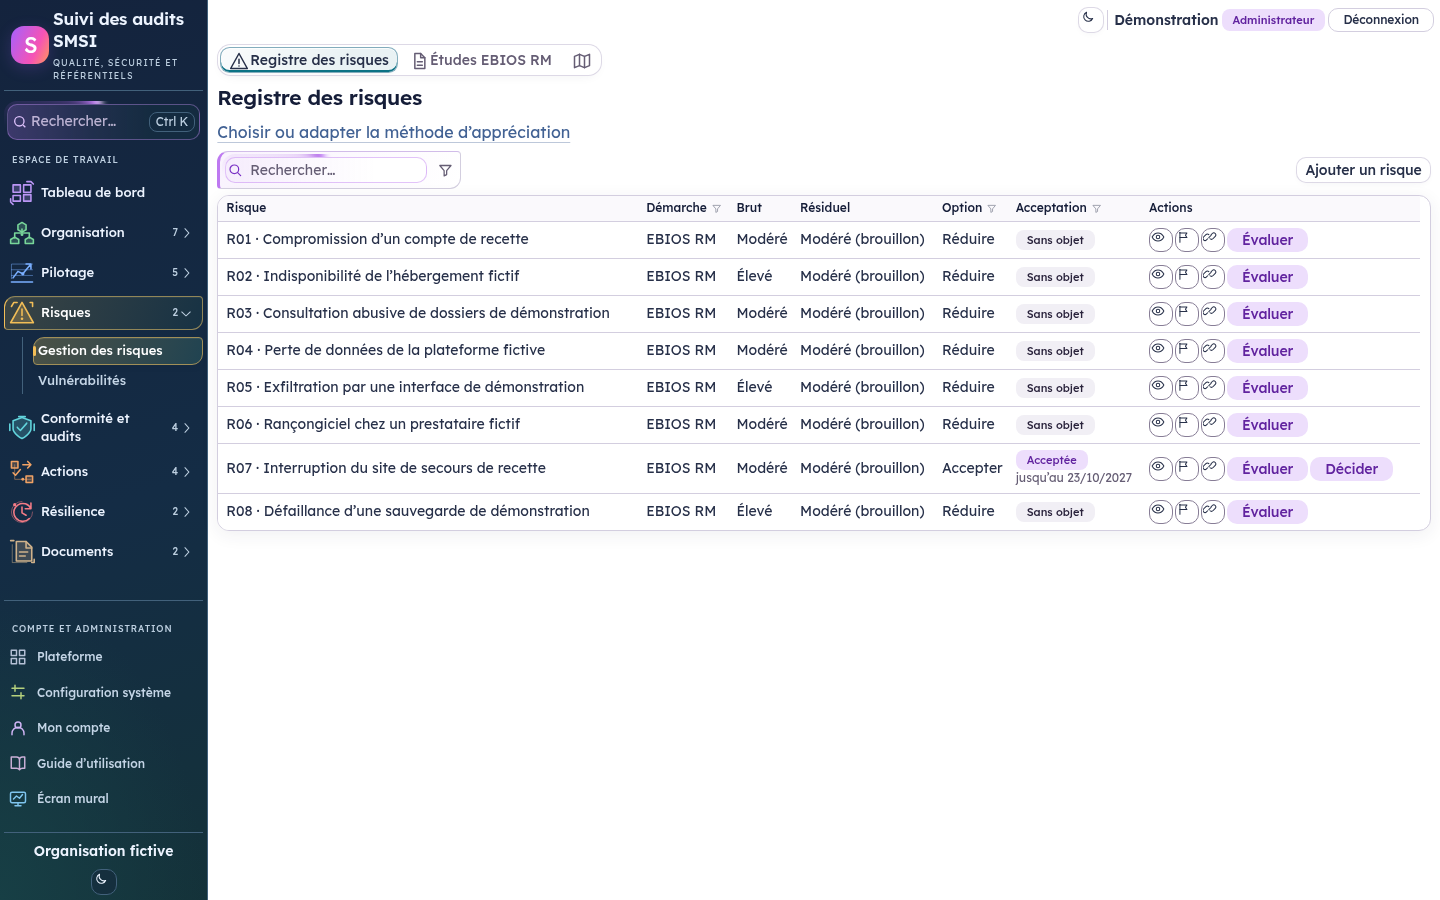 S
Suivi des audits
SMSI
QUALITÉ, SÉCURITÉ ET
RÉFÉRENTIELS
Rechercher… Ctrl K
ESPACE DE TRAVAIL
Tableau de bord
Organisation 7
Pilotage 5
Risques 2
Gestion des risques
Vulnérabilités
Conformité et
audits 4
Actions 4
Résilience 2
Documents 2
COMPTE ET ADMINISTRATION
Plateforme
Configuration système
Mon compte
Guide d’utilisation
Écran mural
Organisation fictive
Démonstration Administrateur Déconnexion
Registre des risques Études EBIOS RM
Registre des risques
Choisir ou adapter la méthode d’appréciation
Rechercher… Ajouter un risque
Risque Démarche Brut Résiduel Option Acceptation Actions
R01 · Compromission d’un compte de recette EBIOS RM Modéré Modéré (brouillon) Réduire Sans objet Évaluer
R02 · Indisponibilité de l’hébergement fictif EBIOS RM Élevé Modéré (brouillon) Réduire Sans objet Évaluer
R03 · Consultation abusive de dossiers de démonstration EBIOS RM Modéré Modéré (brouillon) Réduire Sans objet Évaluer
R04 · Perte de données de la plateforme fictive EBIOS RM Modéré Modéré (brouillon) Réduire Sans objet Évaluer
R05 · Exfiltration par une interface de démonstration EBIOS RM Élevé Modéré (brouillon) Réduire Sans objet Évaluer
R06 · Rançongiciel chez un prestataire fictif EBIOS RM Modéré Modéré (brouillon) Réduire Sans objet Évaluer
R07 · Interruption du site de secours de recette EBIOS RM Modéré Modéré (brouillon) Accepter Acceptée Évaluer Décider
jusqu’au 23/10/2027
R08 · Défaillance d’une sauvegarde de démonstration EBIOS RM Élevé Modéré (brouillon) Réduire Sans objet Évaluer